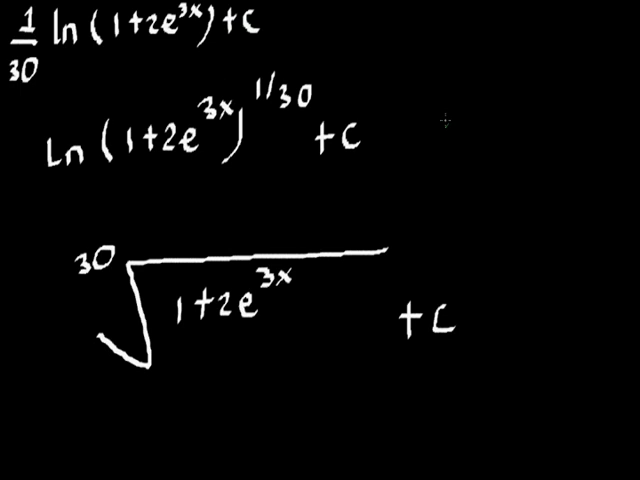 1/30 ln (1+2e^3x) + c
Ln (1+2e^3x)^1/30 + c
30√1+2e^3x + c